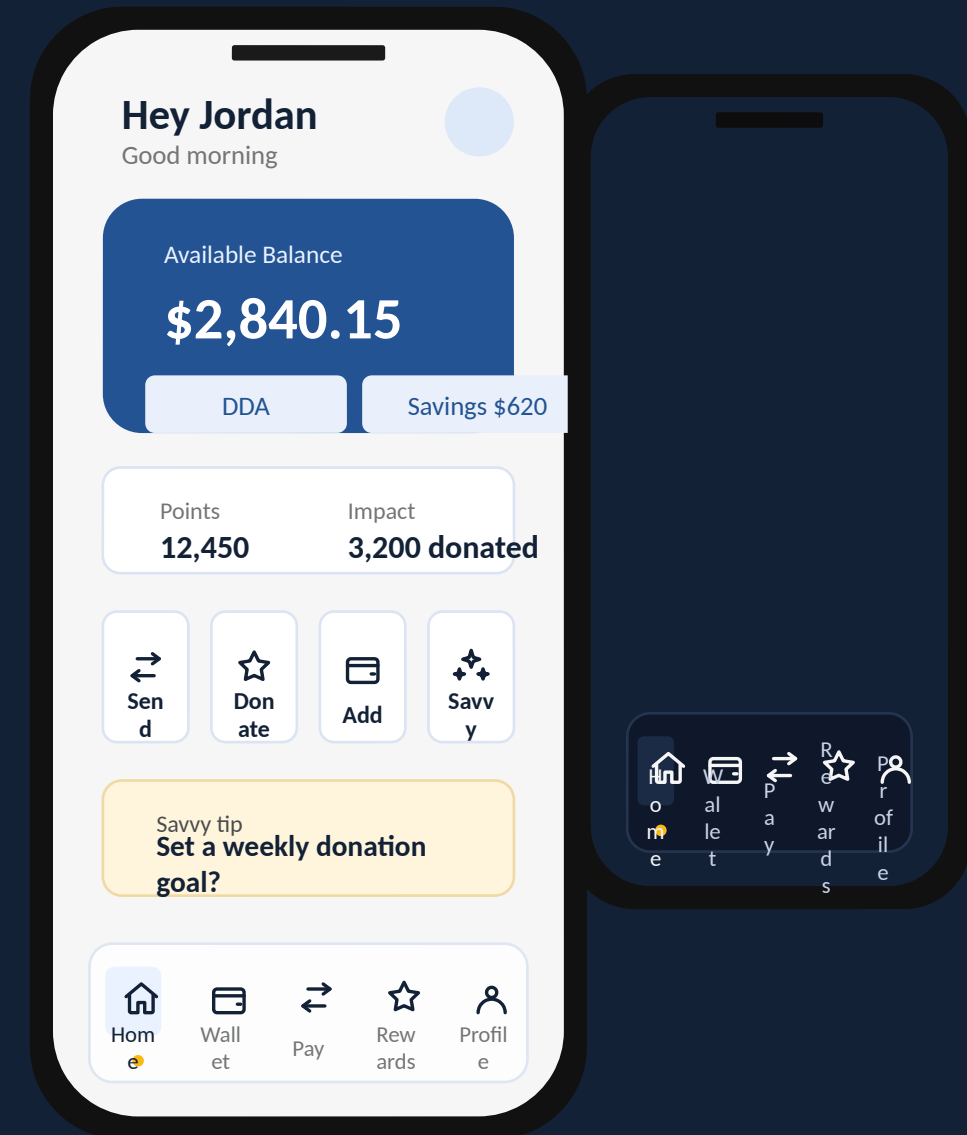 Hey Jordan
Good morning
Available Balance
$2,840.15
DDA
Savings $620
Points
Impact
12,450
3,200 donated
Sen
d
Don
ate
Add
Savv
y
Savvy tip
Set a weekly donation
goal?
Hom
e
Wall
et
Pay
Rew
ards
Profil
e
H
o
m
e
W
al
le
t
P
a
y
R
e
w
ar
d
s
P
r
of
il
e